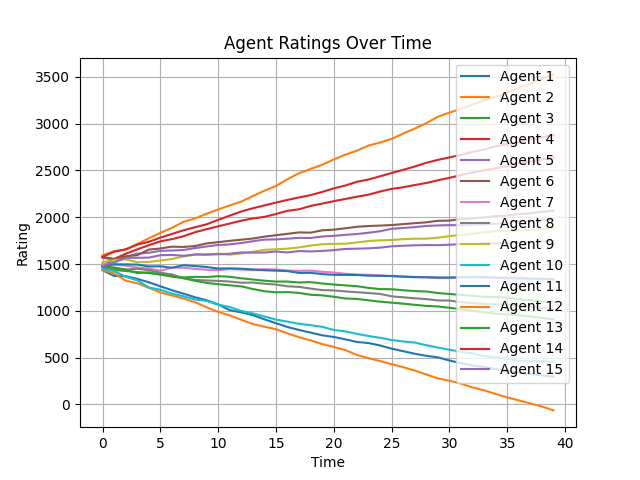 Agent Ratings Over Time
Rating
3500
3000
2500
2000
1500
1000
500
0
Agent 1
Agent 2
Agent 3
Agent 4
Agent 5
Agent 6
Agent 7
Agent 8
Agent 9
Agent 10
Agent 11
Agent 12
Agent 13
Agent 14
Agent 15
0 5 10 15 20 25 30 35 40
Time